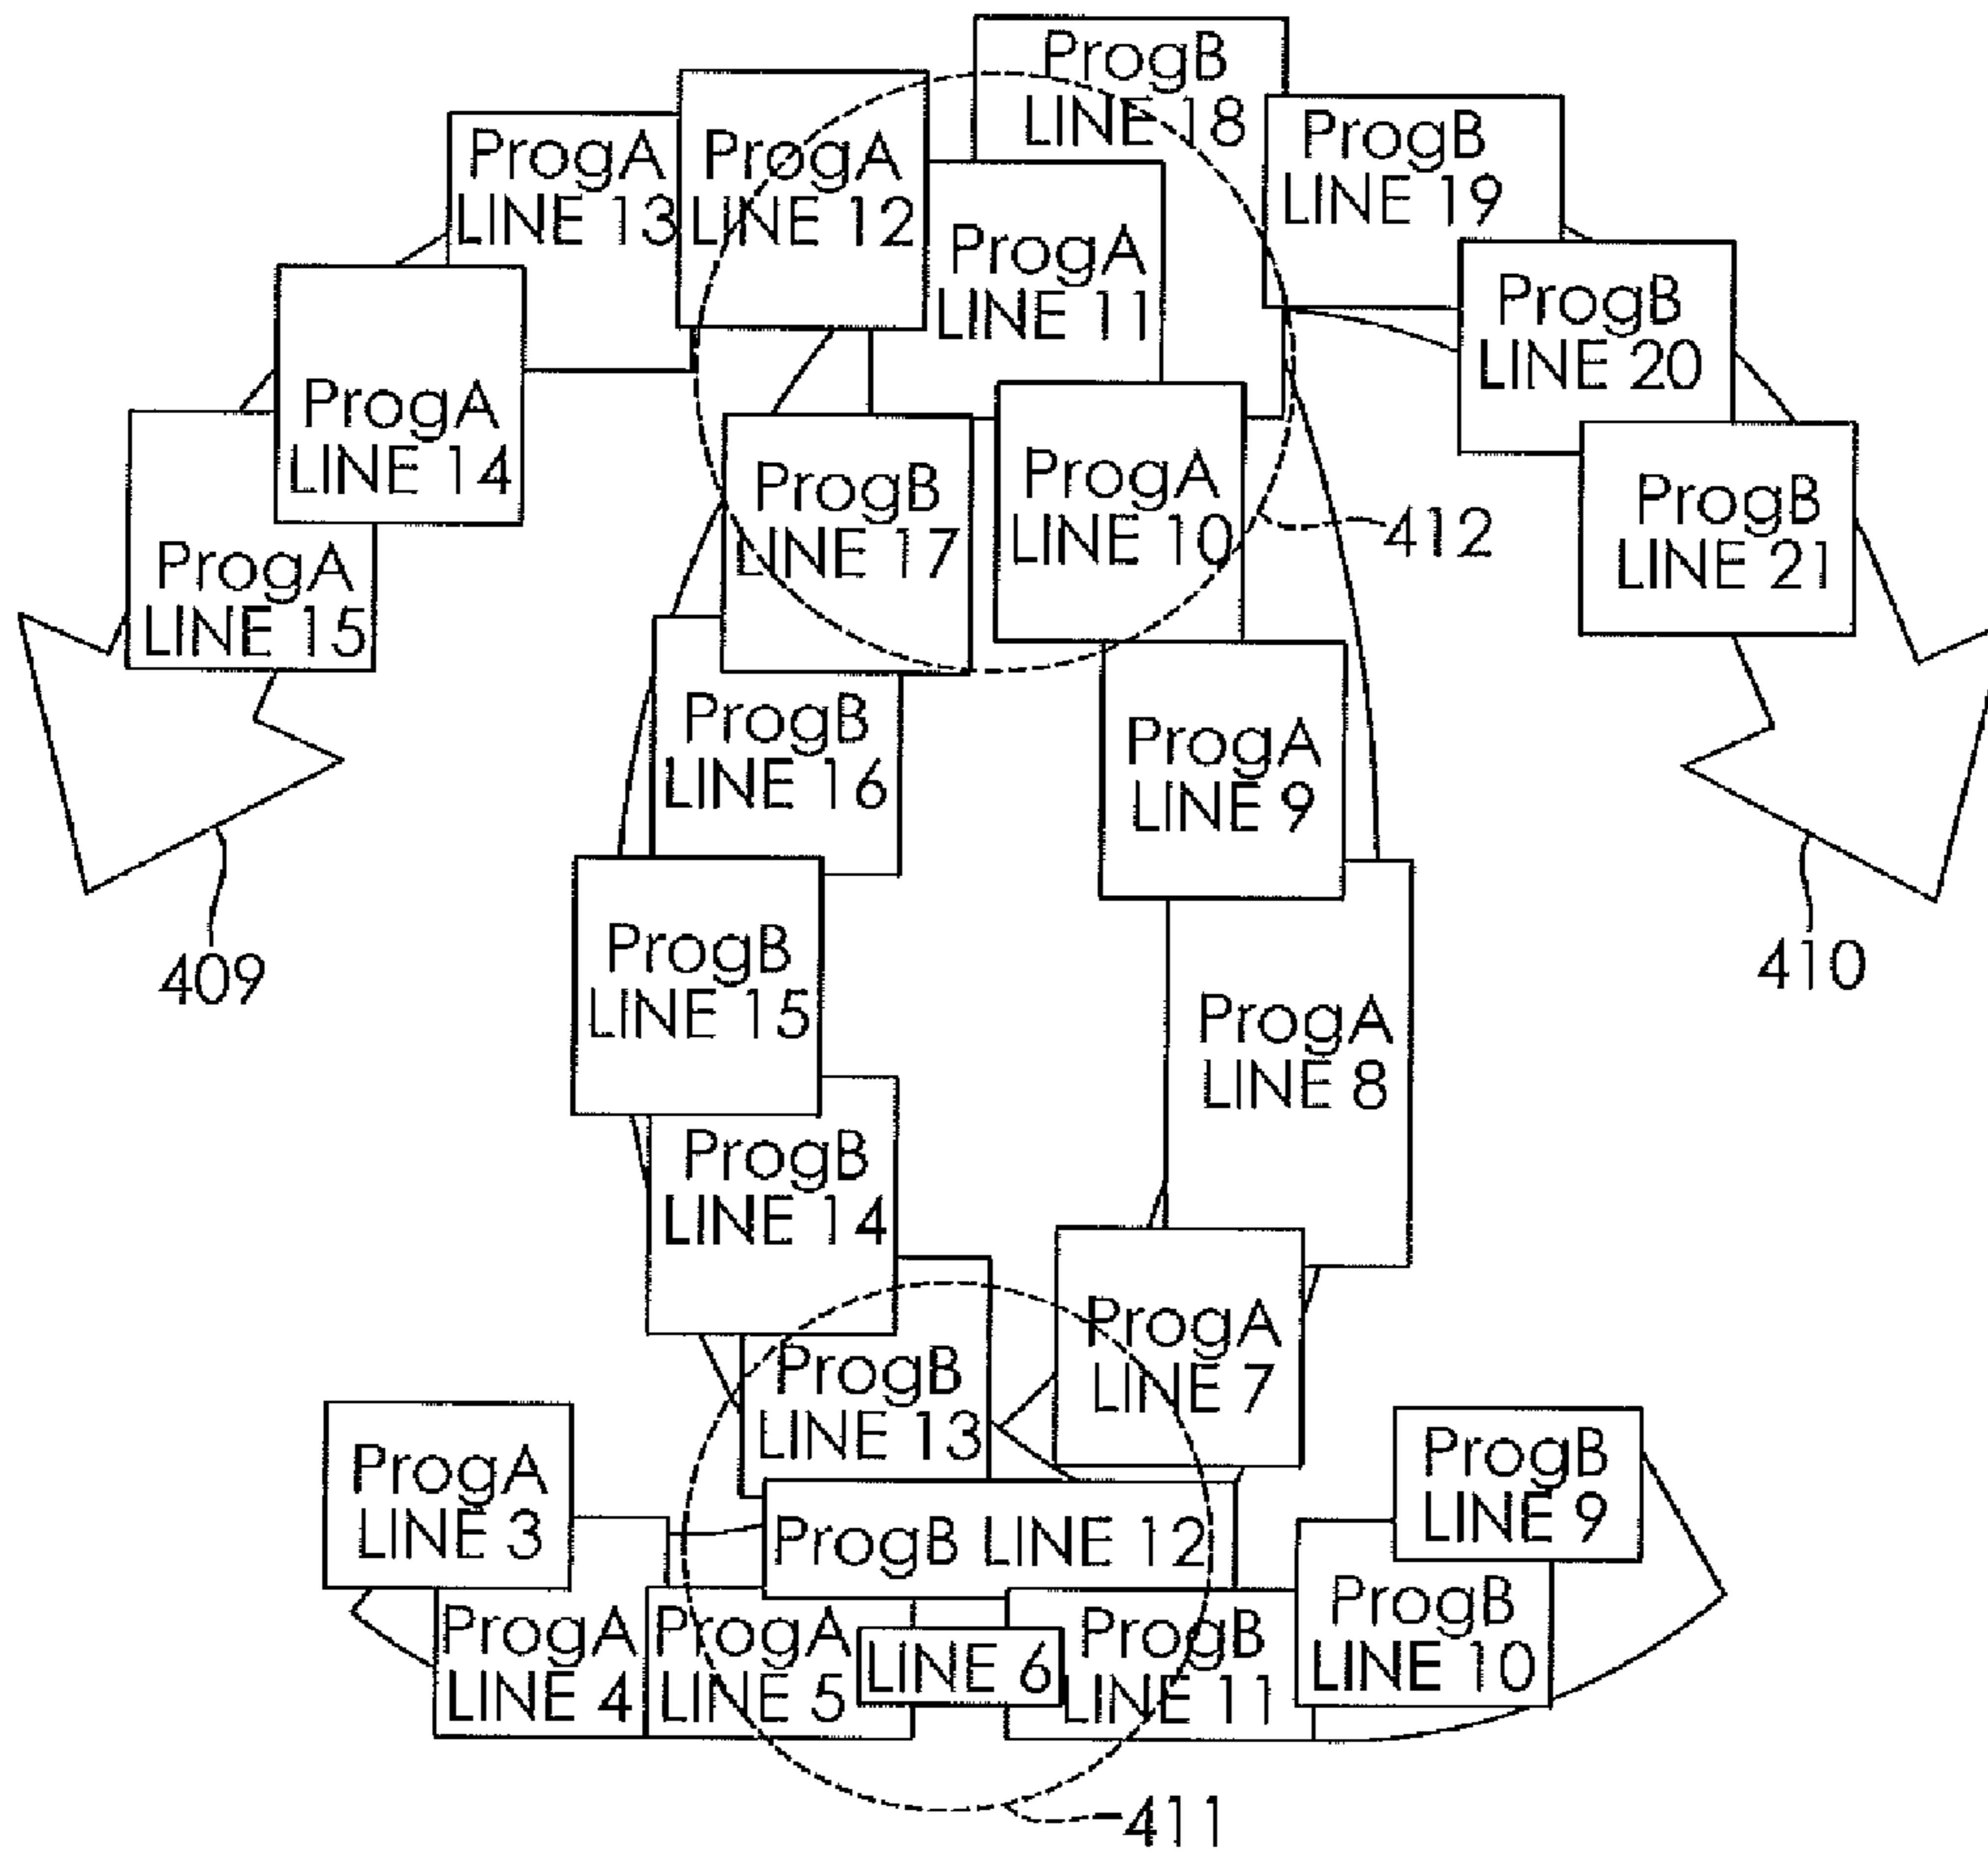 ProgB
LINE 18
ProgA
LINE 13
ProgA
LINE 12
ProgB
LINE 19
ProgA
LINE 11
ProgB
LINE 20
ProgA
LINE 14
ProgB
LINE 17
ProgA
LINE 10
412
ProgB
LINE 21
ProgA
LINE 15
ProgB
LINE 16
ProgA
LINE 9
409
ProgB
LINE 15
410
ProgA
LINE 8
ProgB
LINE 14
ProgA
LINE 7
ProgB
LINE 13
ProgA
LINE 3
ProgB
LINE 9
ProgB LINE 12
ProgA
LINE 4
ProgA
LINE 5
LINE 6
ProgB
LINE 11
ProgB
LINE 10
411